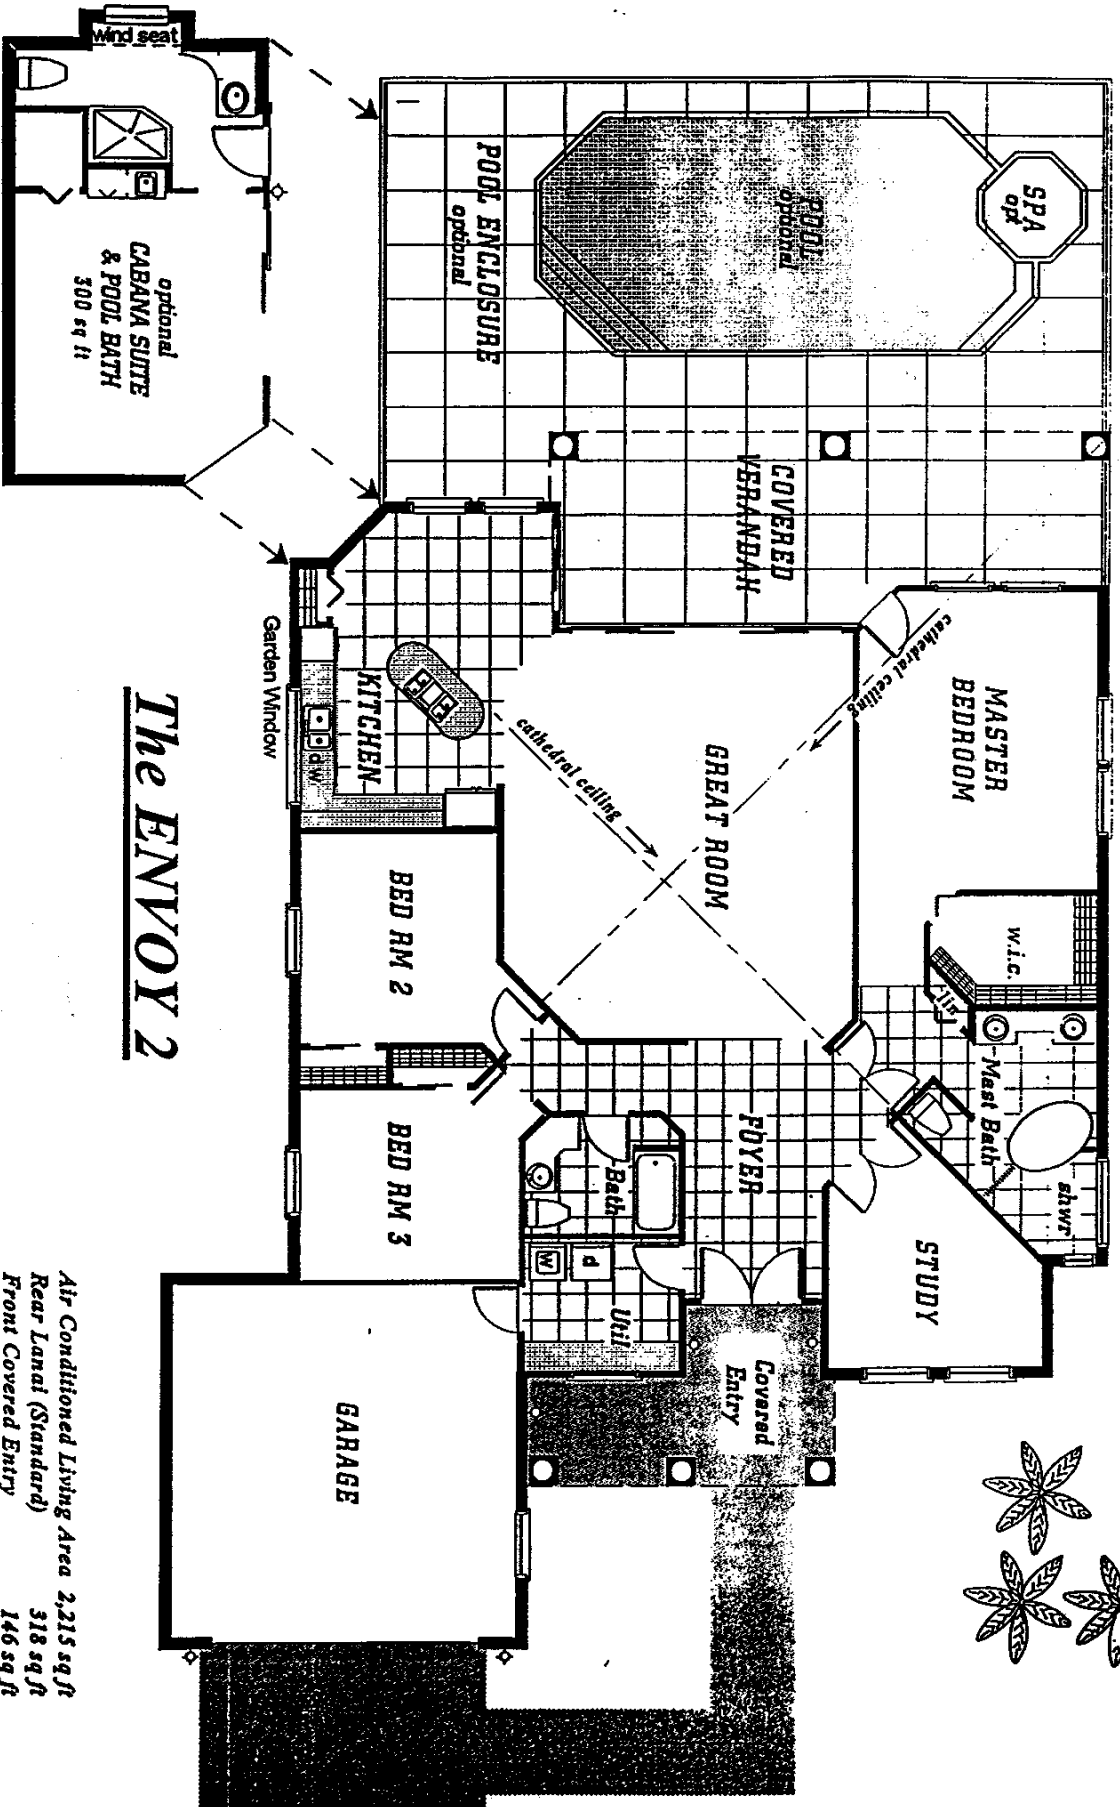 wind seat
optional
CABANA SUITE
& POOL BATH
300 sq ft
POOL ENCLOSURE
optional
POOL
optional
SPA
opt
COVERED
VERANDAH
cathedral ceiling
MASTER
BEDROOM
GREAT ROOM
cathedral ceiling
KITCHEN
d w
Garden Window
w.i.c.
lin
Mast Bath
shwr
BED RM 2
BED RM 3
FOYER
Bath
STUDY
W
d
Util
Covered
Entry
GARAGE
The ENVOY 2
Air Conditioned Living Area 2,215 sq ft
Rear Lanai (Standard) 318 sq ft
Front Covered Entry 146 sq ft